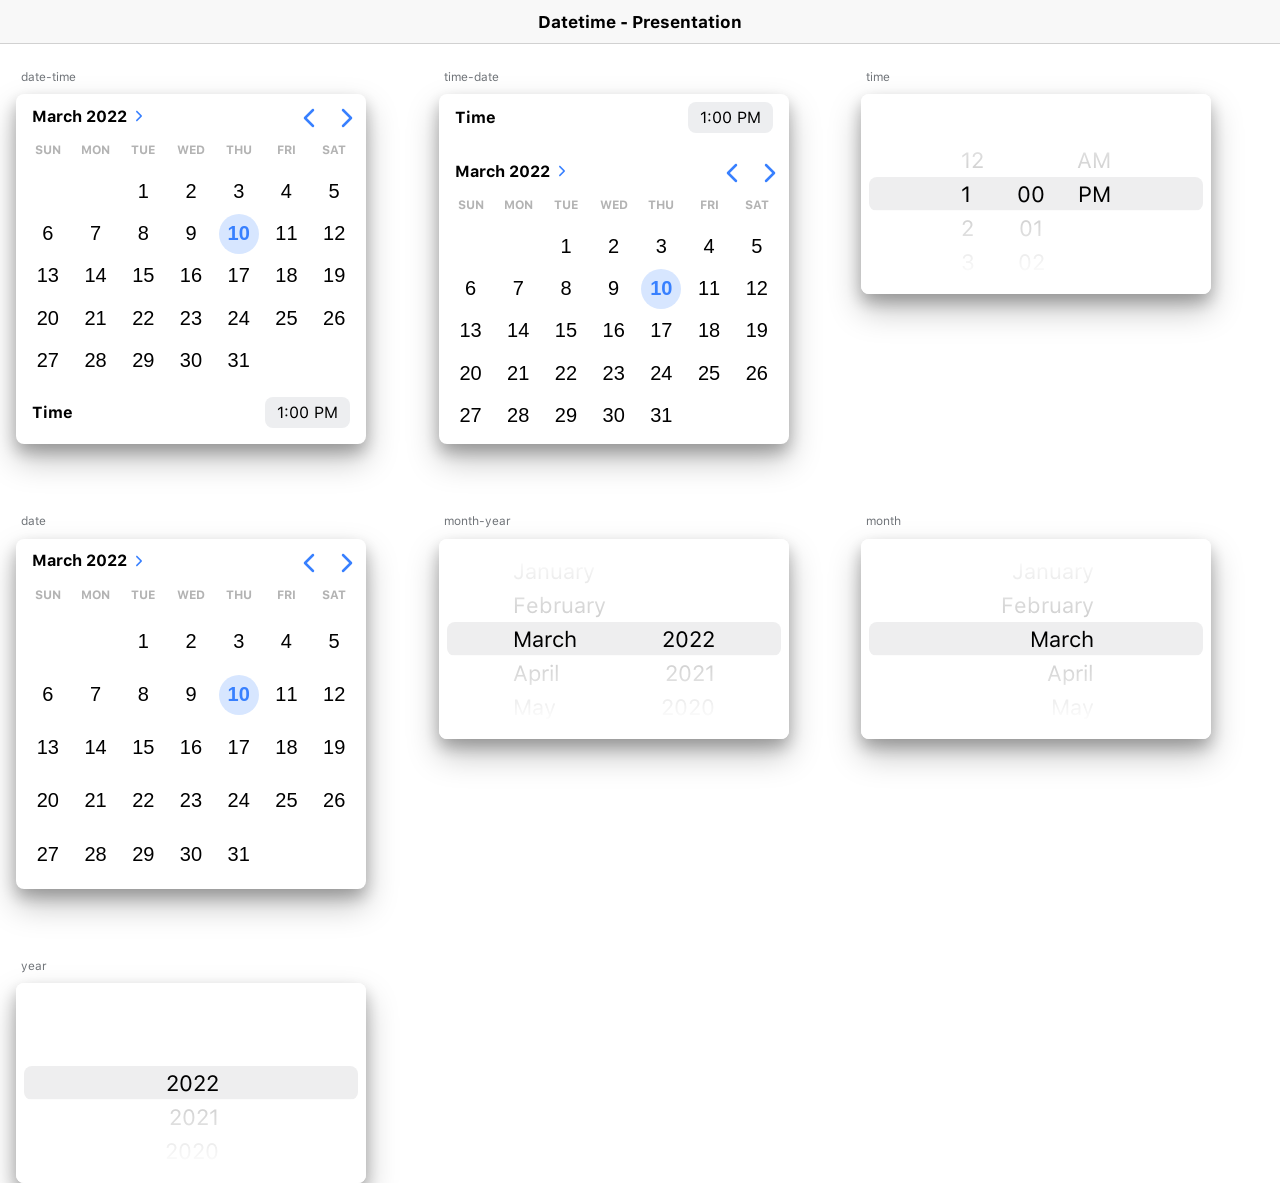 Datetime - Presentation
date-time
March 2022
SUN MON TUE WED THU FRI SAT
1 2 3 4 5
6 7 8 9 10 11 12
13 14 15 16 17 18 19
20 21 22 23 24 25 26
27 28 29 30 31
Time 1:00 PM
time-date
Time 1:00 PM
March 2022
SUN MON TUE WED THU FRI SAT
1 2 3 4 5
6 7 8 9 10 11 12
13 14 15 16 17 18 19
20 21 22 23 24 25 26
27 28 29 30 31
time
12 AM
1 00 PM
2 01
3 02
date
March 2022
SUN MON TUE WED THU FRI SAT
1 2 3 4 5
6 7 8 9 10 11 12
13 14 15 16 17 18 19
20 21 22 23 24 25 26
27 28 29 30 31
month-year
January
February
March 2022
April 2021
May 2020
month
January
February
March
April
May
year
2022
2021
2020